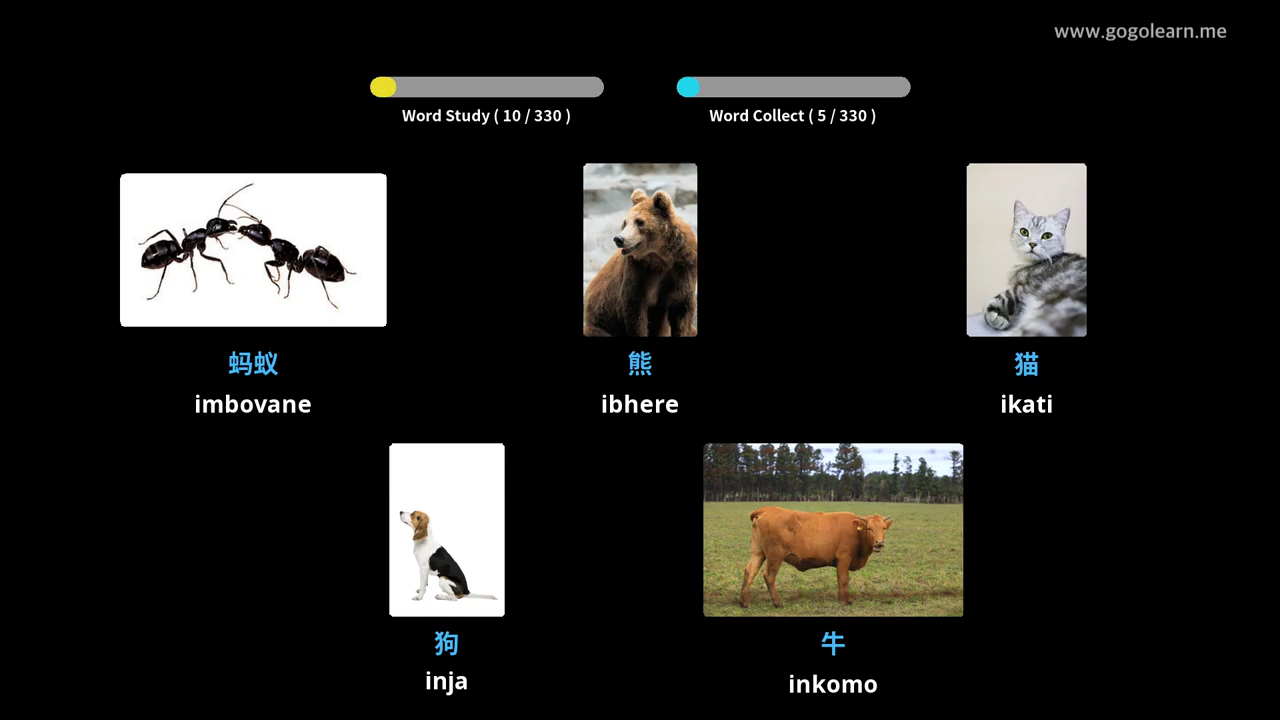 www.gogolearn.me
Word Study ( 10 / 330 )
Word Collect ( 5 / 330 )
蚂蚁
imbovane
熊
ibhere
猫
ikati
狗
inja
牛
inkomo